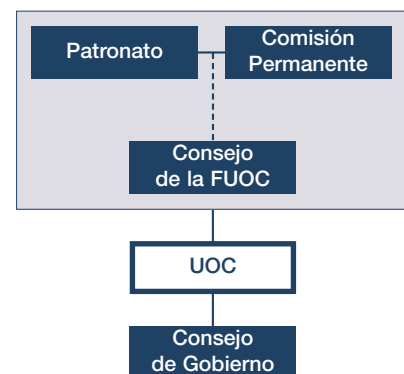 Patronato
Comisión
Permanente
Consejo
de la FUOC
UOC
Consejo
de Gobierno